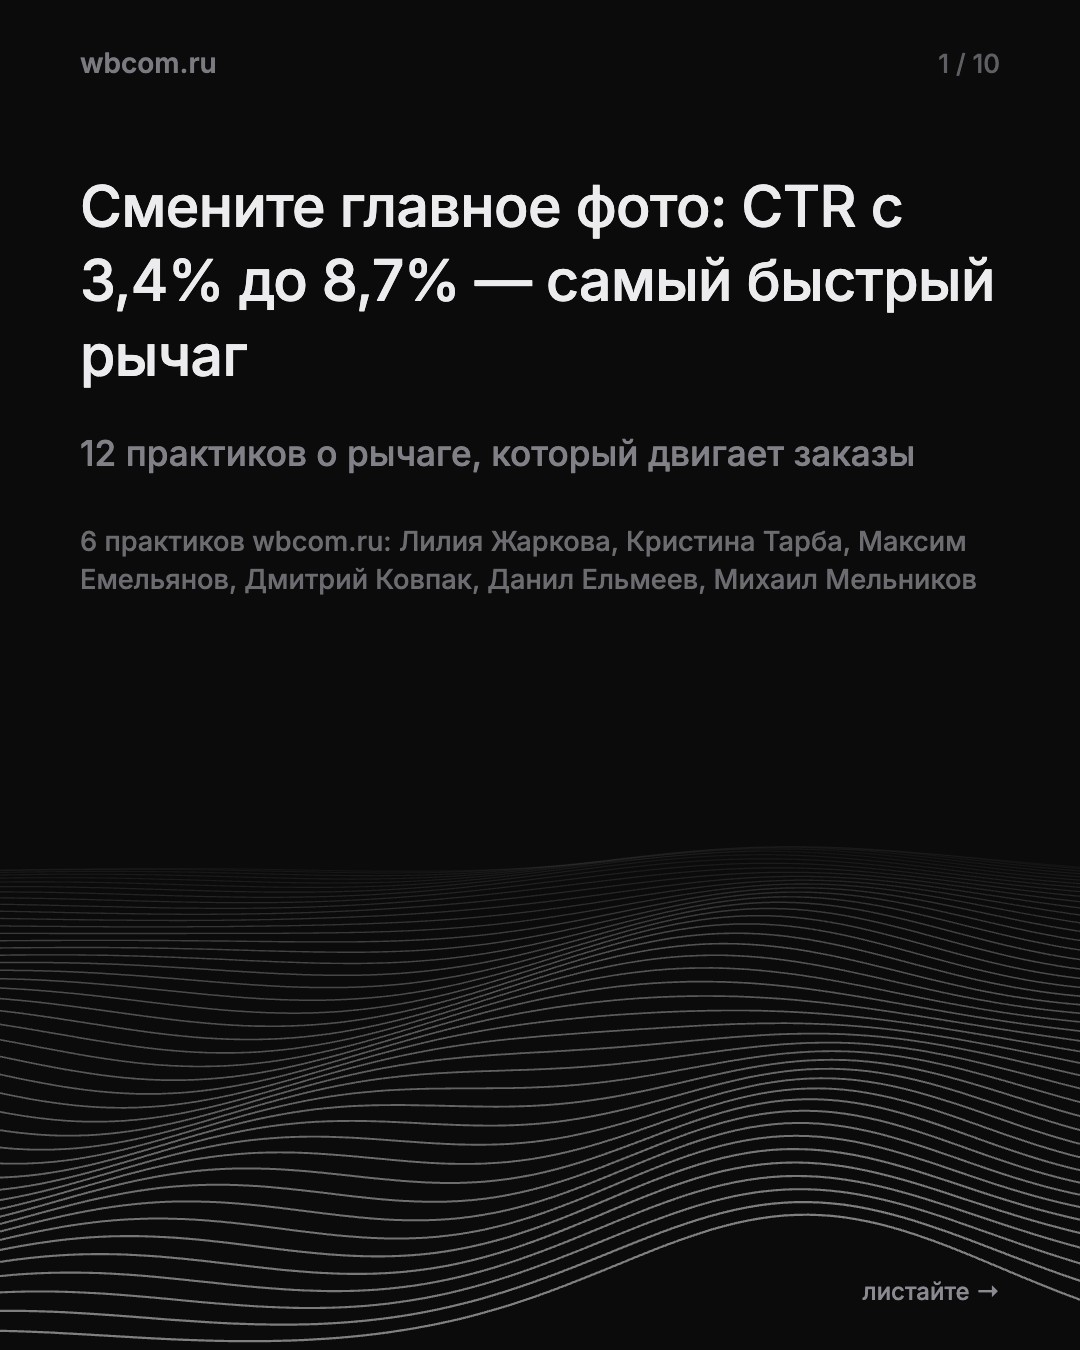 wbcom.ru
1 / 10
Смените главное фото: CTR с
3,4% до 8,7% — самый быстрый
рычаг
12 практиков о рычаге, который двигает заказы
6 практиков wbcom.ru: Лилия Жаркова, Кристина Тарба, Максим
Емельянов, Дмитрий Ковпак, Данил Ельмеев, Михаил Мельников
листайте →